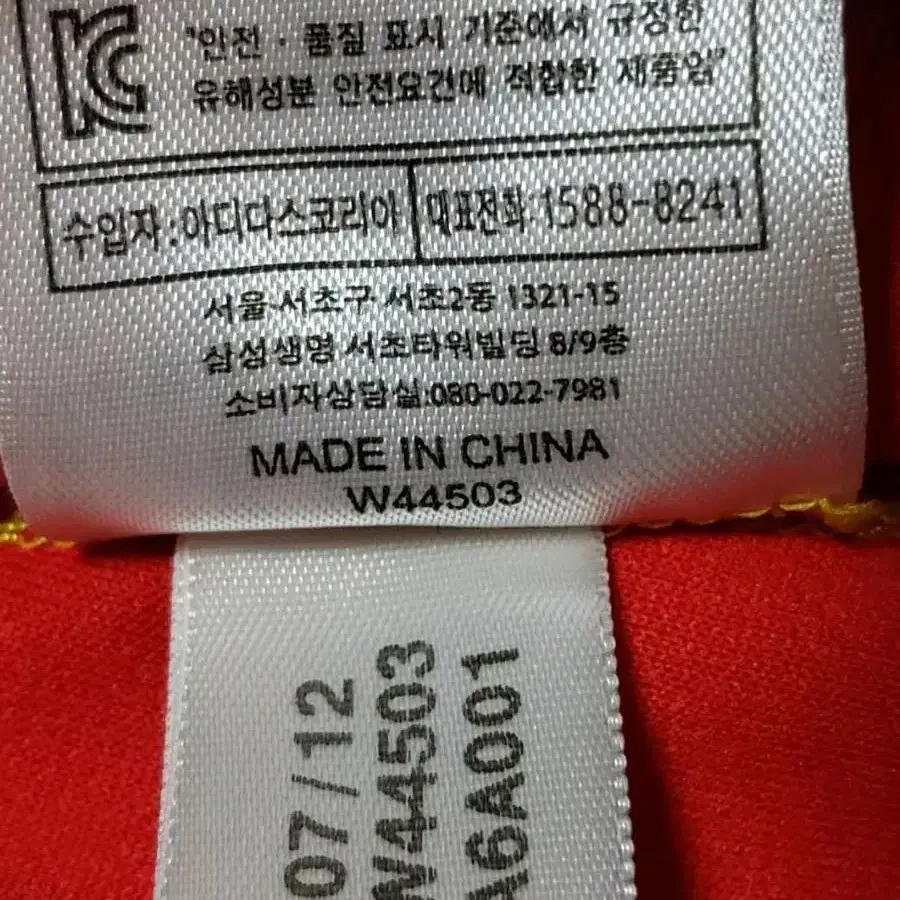 KC
"안전 · 품질 표시 기준에서 규정한
유해성분 안전요건에 적합한 제품임"
수입자:아디다스코리아 대표전화:1588-8241
서울·서초구 서초2동 1321-15
삼성생명 서초타워빌딩 8/9층
소비자상담실:080-022-7981
MADE IN CHINA
W44503
07/12
W44503
A6A001